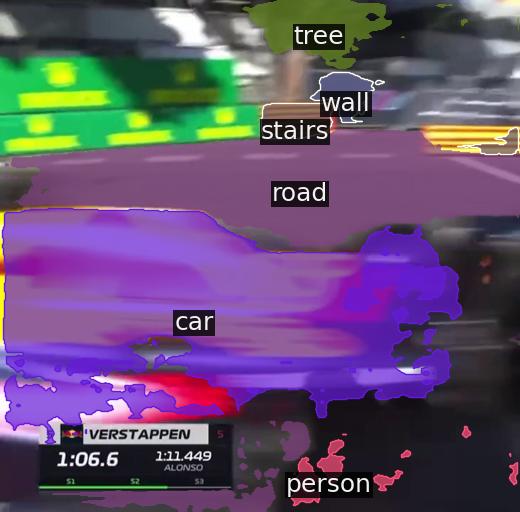 tree
wall
stairs
road
car
VERSTAPPEN 5
1:06.6 1:11.449
ALONSO
S1 S2 S3
person